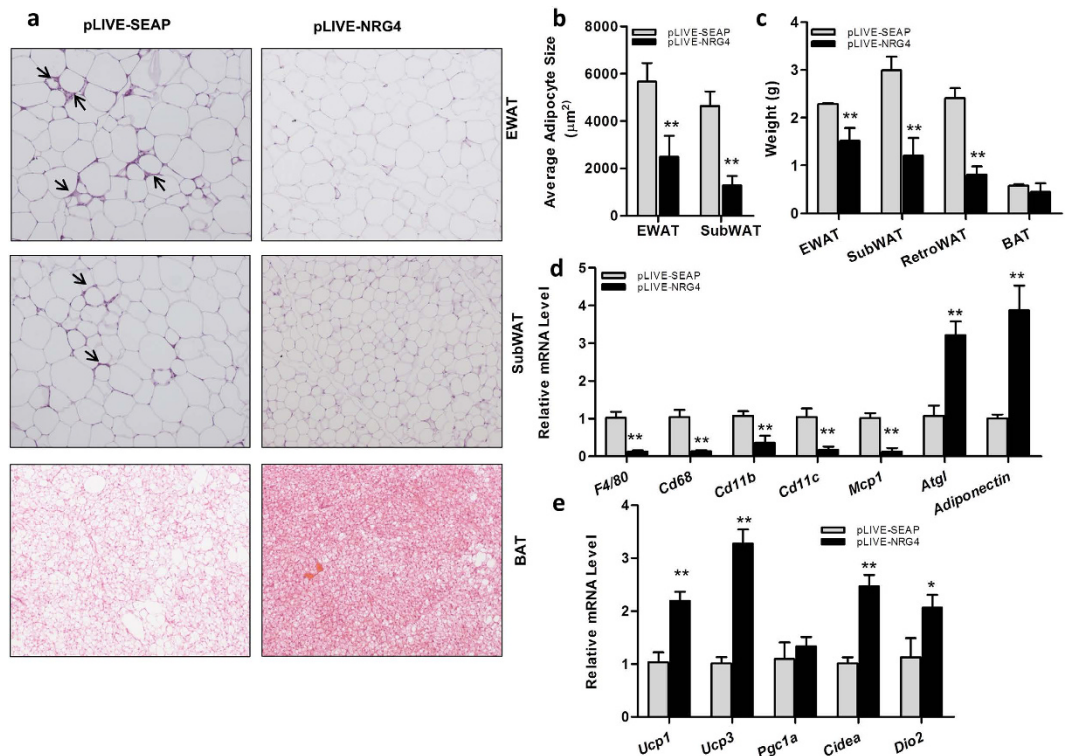 a
pLIVE-SEAP
pLIVE-NRG4
EWAT
SubWAT
BAT
b
pLIVE-SEAP
pLIVE-NRG4
Average Adipocyte Size
(μm2)
8000
6000
4000
2000
0
**
**
EWAT
SubWAT
c
pLIVE-SEAP
pLIVE-NRG4
Weight (g)
4
3
2
1
0
**
**
**
EWAT
SubWAT
RetroWAT
BAT
d
pLIVE-SEAP
pLIVE-NRG4
Relative mRNA Level
5
4
3
2
1
0
**
**
**
**
**
**
**
F4/80
Cd68
Cd11b
Cd11c
Mcp1
Atgl
Adiponectin
e
pLIVE-SEAP
pLIVE-NRG4
Relative mRNA Level
4
3
2
1
0
**
**
**
*
Ucp1
Ucp3
Pgc1a
Cidea
Dio2